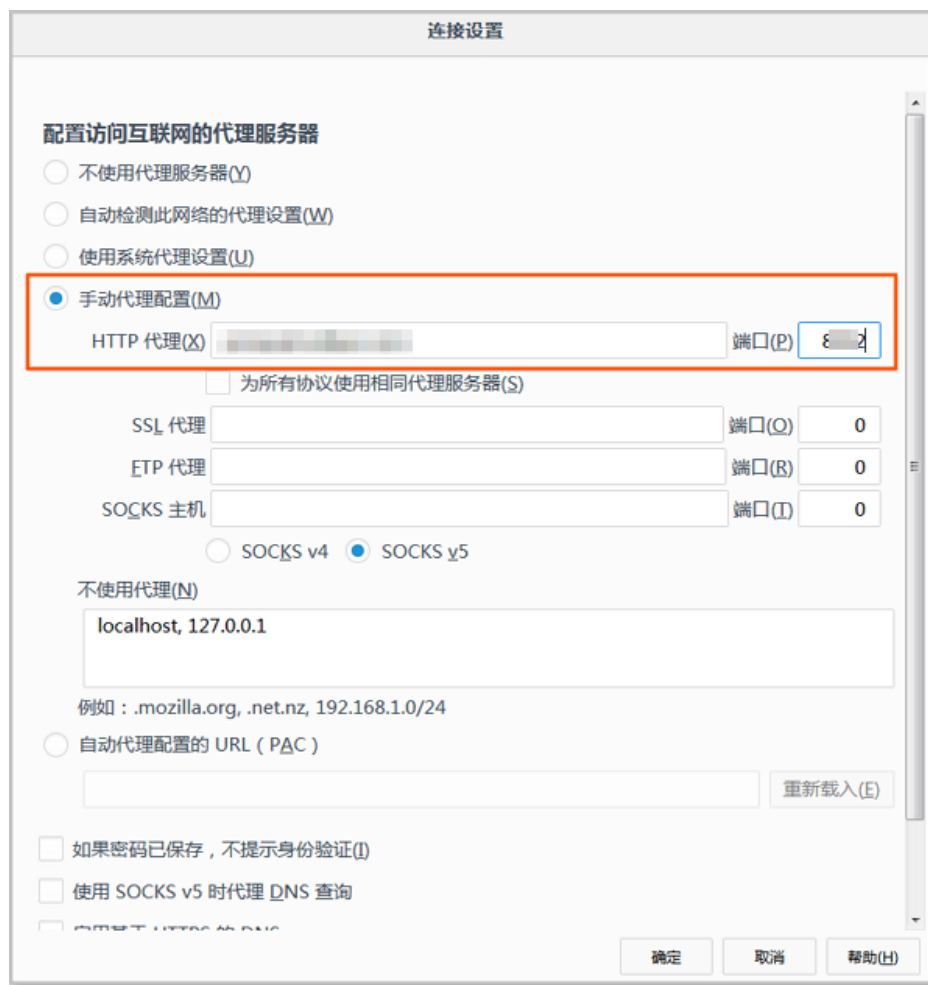 连接设置
配置访问互联网的代理服务器
不使用代理服务器(Y)
自动检测此网络的代理设置(W)
使用系统代理设置(U)
手动代理配置(M)
HTTP 代理(X) 端口(P)
为所有协议使用相同代理服务器(S)
SSL 代理 端口(O) 0
FTP 代理 端口(R) 0
SOCKS 主机 端口(T) 0
SOCKS v4 SOCKS v5
不使用代理(N)
localhost, 127.0.0.1
例如：.mozilla.org, .net.nz, 192.168.1.0/24
自动代理配置的 URL（PAC）
重新载入(E)
如果密码已保存，不提示身份验证(I)
使用 SOCKS v5 时代理 DNS 查询
确定 取消 帮助(H)